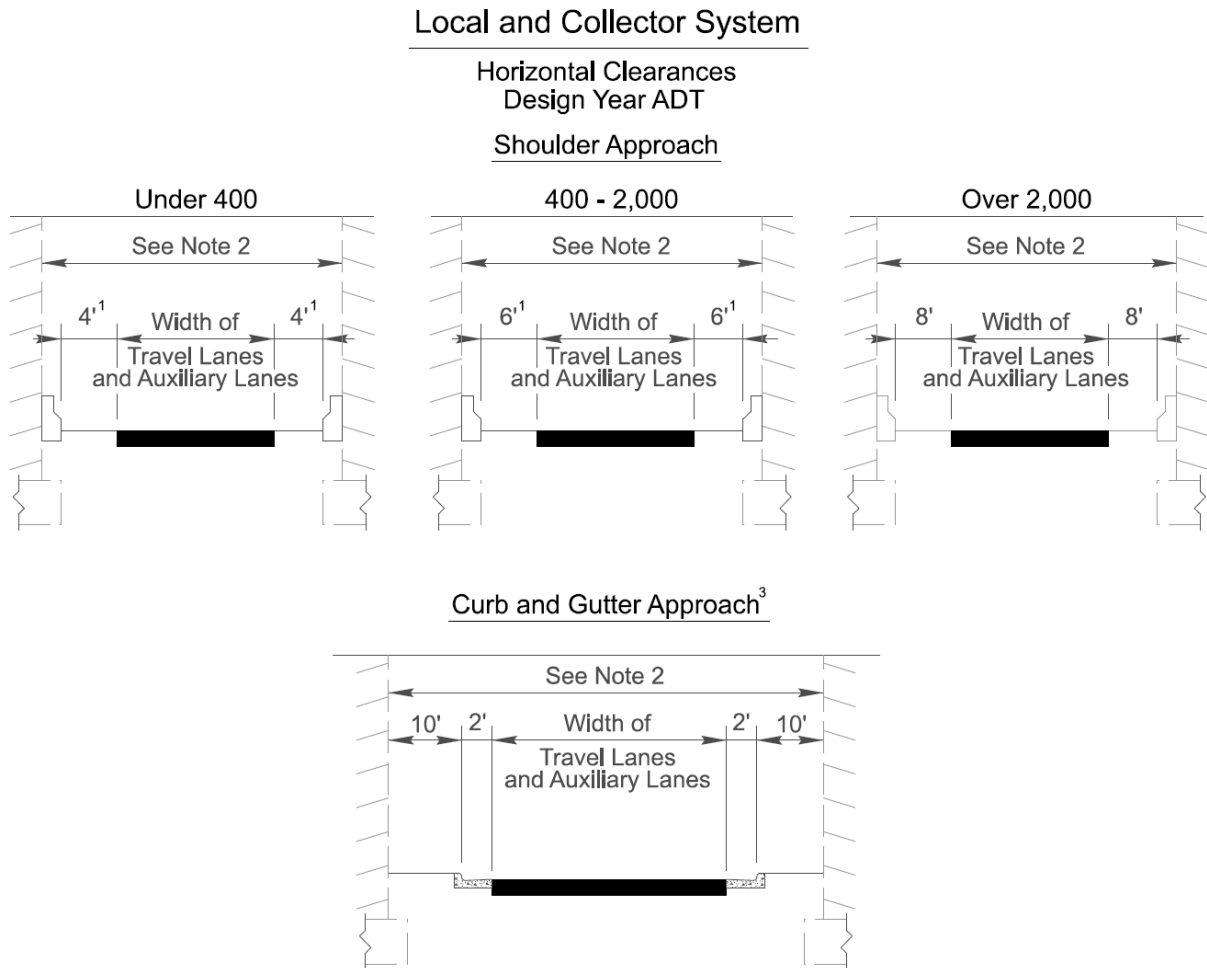 Local and Collector System
Horizontal Clearances
Design Year ADT
Shoulder Approach
Under 400
See Note 2
4'¹
Width of
4'¹
Travel Lanes
and Auxiliary Lanes
400 - 2,000
See Note 2
6'¹
Width of
6'¹
Travel Lanes
and Auxiliary Lanes
Over 2,000
See Note 2
8'
Width of
8'
Travel Lanes
and Auxiliary Lanes
Curb and Gutter Approach³
See Note 2
10'
2'
Width of
2'
10'
Travel Lanes
and Auxiliary Lanes